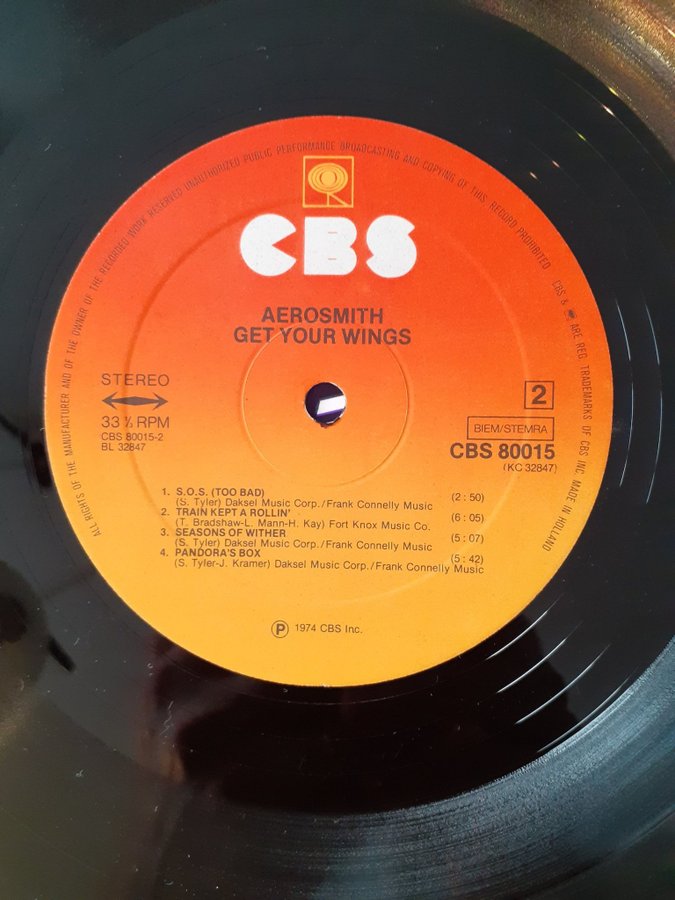 ALL RIGHTS OF THE MANUFACTURER AND OF THE OWNER OF THE RECORDED WORK RESERVED UNAUTHORIZED PUBLIC PERFORMANCE BROADCASTING AND COPYING OF THIS RECORD PROHIBITED
CBS & ARE REG. TRADEMARKS OF CBS INC. MADE IN HOLLAND
CBS
AEROSMITH
GET YOUR WINGS
STEREO
33 ⅓ RPM
CBS 80015-2
BL 32847
2
BIEM/STEMRA
CBS 80015
(KC 32847)
1. S.O.S. (TOO BAD) (2 : 50)
(S. Tyler) Daksel Music Corp./Frank Connelly Music
2. TRAIN KEPT A ROLLIN' (6 : 05)
(T. Bradshaw-L. Mann-H. Kay) Fort Knox Music Co.
3. SEASONS OF WITHER (5 : 07)
(S. Tyler) Daksel Music Corp./Frank Connelly Music
4. PANDORA'S BOX (5 : 42)
(S. Tyler-J. Kramer) Daksel Music Corp./Frank Connelly Music
℗ 1974 CBS Inc.